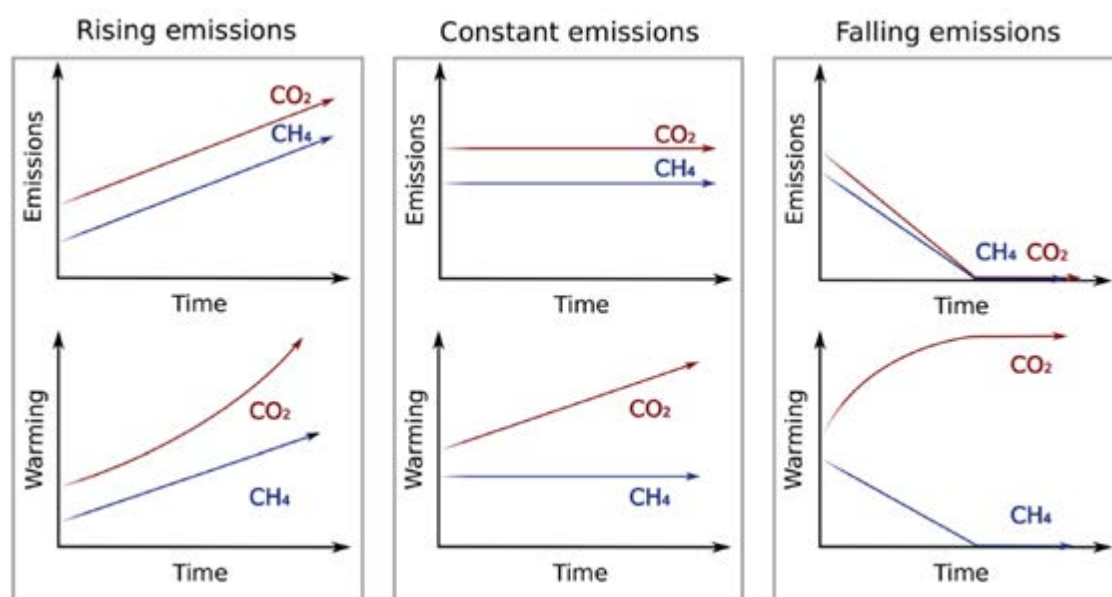 Rising emissions
Emissions
CO₂
CH₄
Time
Warming
CO₂
CH₄
Time
Constant emissions
Emissions
CO₂
CH₄
Time
Warming
CO₂
CH₄
Time
Falling emissions
Emissions
CH₄ CO₂
Time
Warming
CO₂
CH₄
Time